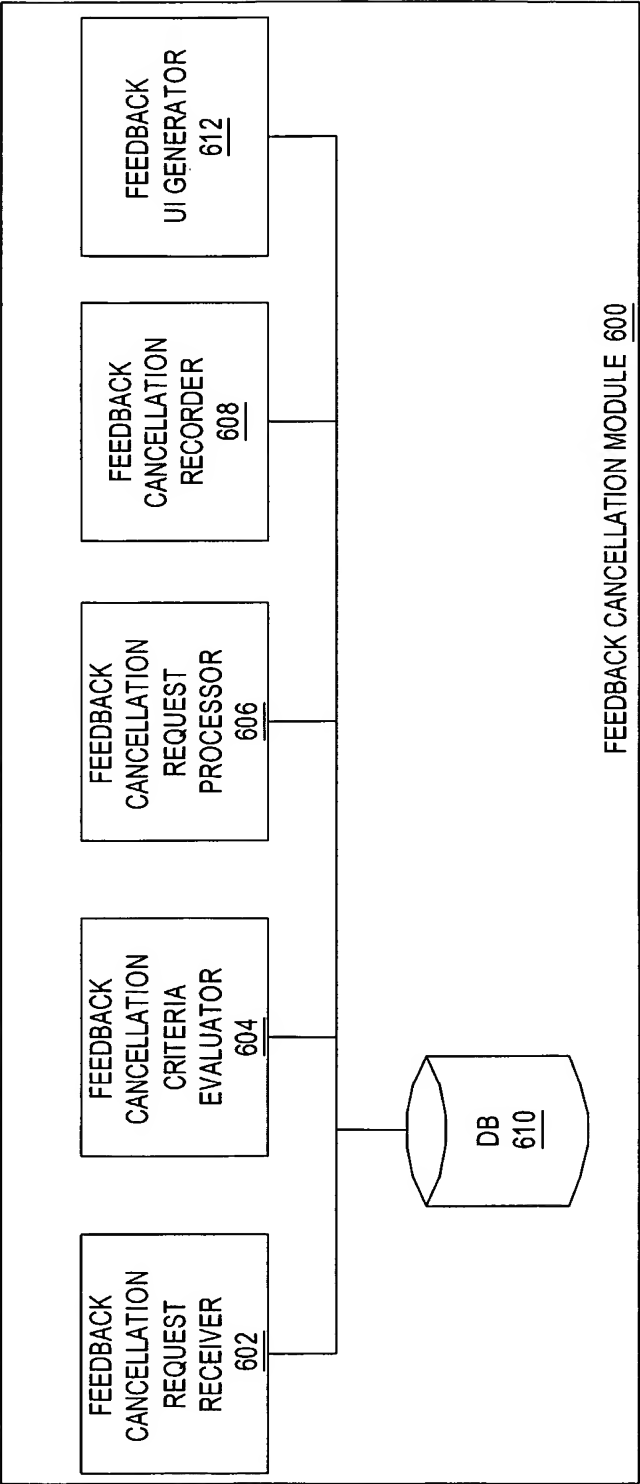 FEEDBACK
CANCELLATION
REQUEST
RECEIVER
602
FEEDBACK
CANCELLATION
CRITERIA
EVALUATOR
604
FEEDBACK
CANCELLATION
REQUEST
PROCESSOR
606
FEEDBACK
CANCELLATION
RECORDER
608
FEEDBACK
UI GENERATOR
612
DB
610
FEEDBACK CANCELLATION MODULE 600